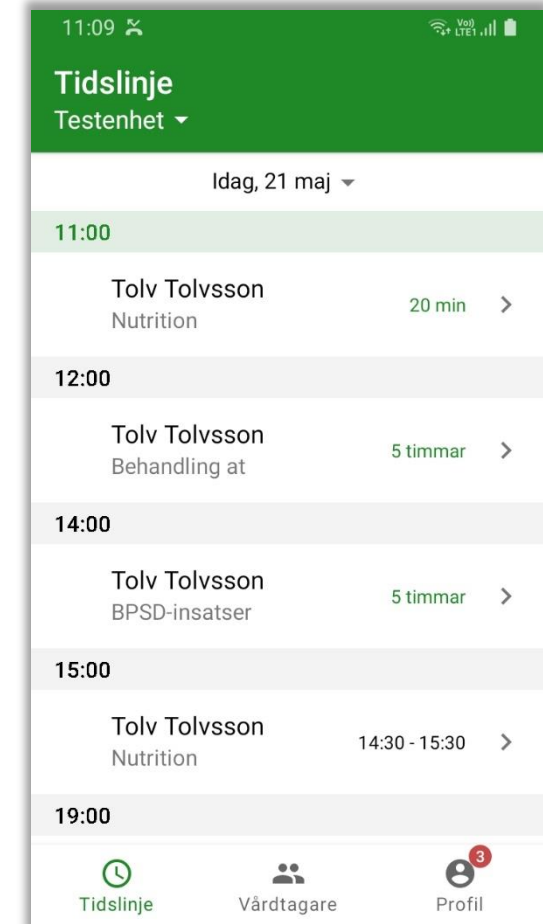 11:09
Vo)) LTE1
Tidslinje
Testenhet
Idag, 21 maj
11:00
Tolv Tolvsson
20 min
Nutrition
12:00
Tolv Tolvsson
5 timmar
Behandling at
14:00
Tolv Tolvsson
5 timmar
BPSD-insatser
15:00
Tolv Tolvsson
14:30 - 15:30
Nutrition
19:00
3
Tidslinje Vårdtagare Profil